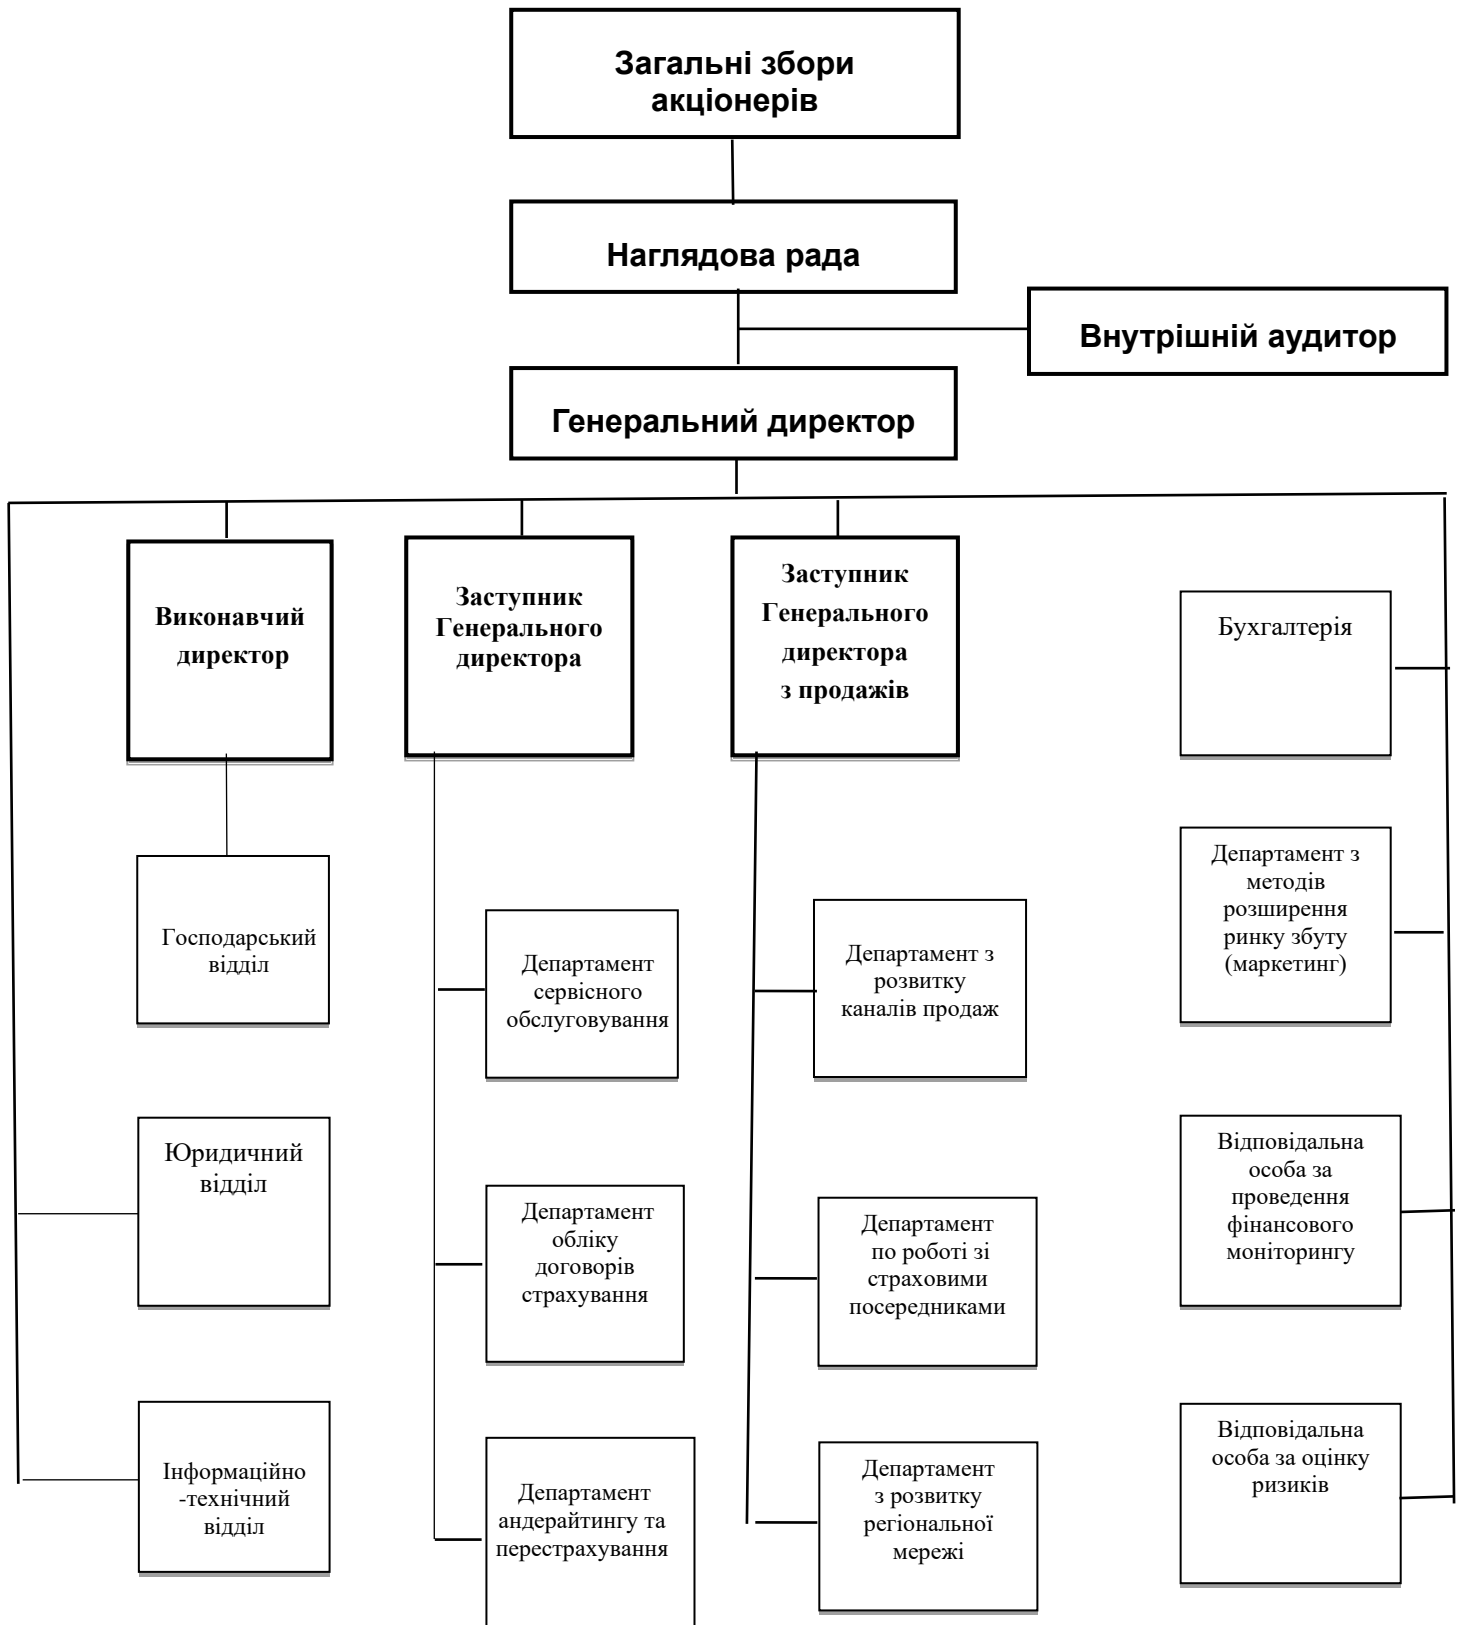 Загальні збори
акціонерів
Наглядова рада
Внутрішній аудитор
Генеральний директор
Виконавчий
директор
Заступник
Генерального
директора
Заступник
Генерального
директора
з продажів
Бухгалтерія
Господарський
відділ
Департамент
сервісного
обслуговування
Департамент з
розвитку
каналів продаж
Департамент з
методів
розширення
ринку збуту
(маркетинг)
Юридичний
відділ
Департамент
обліку
договорів
страхування
Департамент
по роботі зі
страховими
посередниками
Відповідальна
особа за
проведення
фінансового
моніторингу
Інформаційно
-технічний
відділ
Департамент
андерайтингу та
перестрахування
Департамент
з розвитку
регіональної
мережі
Відповідальна
особа за оцінку
ризиків